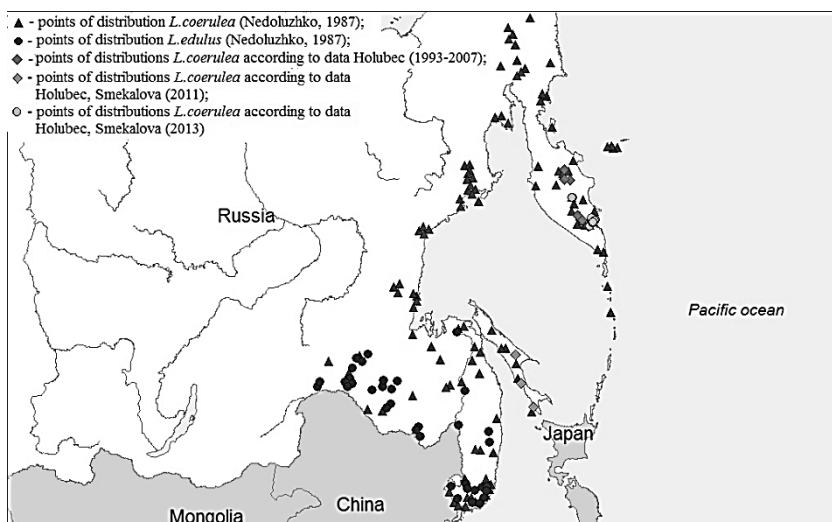 - points of distribution L.coerulea (Nedoluzhko, 1987);
- points of distribution L.edulus (Nedoluzhko, 1987);
- points of distributions L.coerulea according to data Holubec (1993-2007);
- points of distributions L.coerulea according to data
Holubec, Smekalova (2011);
- points of distributions L.coerulea according to data
Holubec, Smekalova (2013)
Russia
Pacific ocean
Japan
China
Mongolia